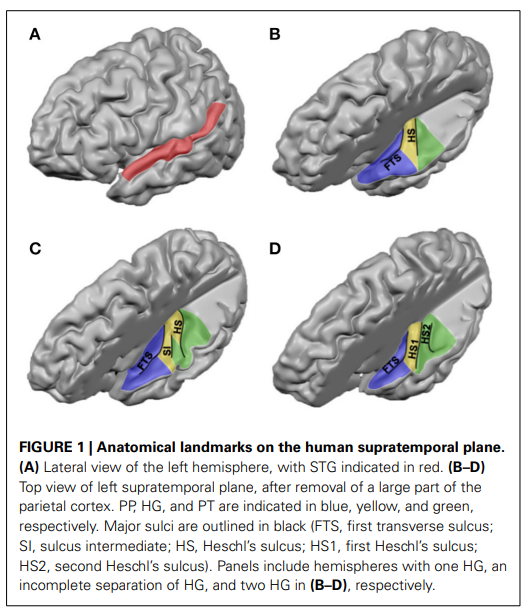 A
B
HS
FTS
C
D
HS
SI
FTS
HS2
HS1
FTS
FIGURE 1 | Anatomical landmarks on the human supratemporal plane.
(A) Lateral view of the left hemisphere, with STG indicated in red. (B–D)
Top view of left supratemporal plane, after removal of a large part of the
parietal cortex. PP, HG, and PT are indicated in blue, yellow, and green,
respectively. Major sulci are outlined in black (FTS, first transverse sulcus;
SI, sulcus intermediate; HS, Heschl's sulcus; HS1, first Heschl's sulcus;
HS2, second Heschl's sulcus). Panels include hemispheres with one HG, an
incomplete separation of HG, and two HG in (B–D), respectively.